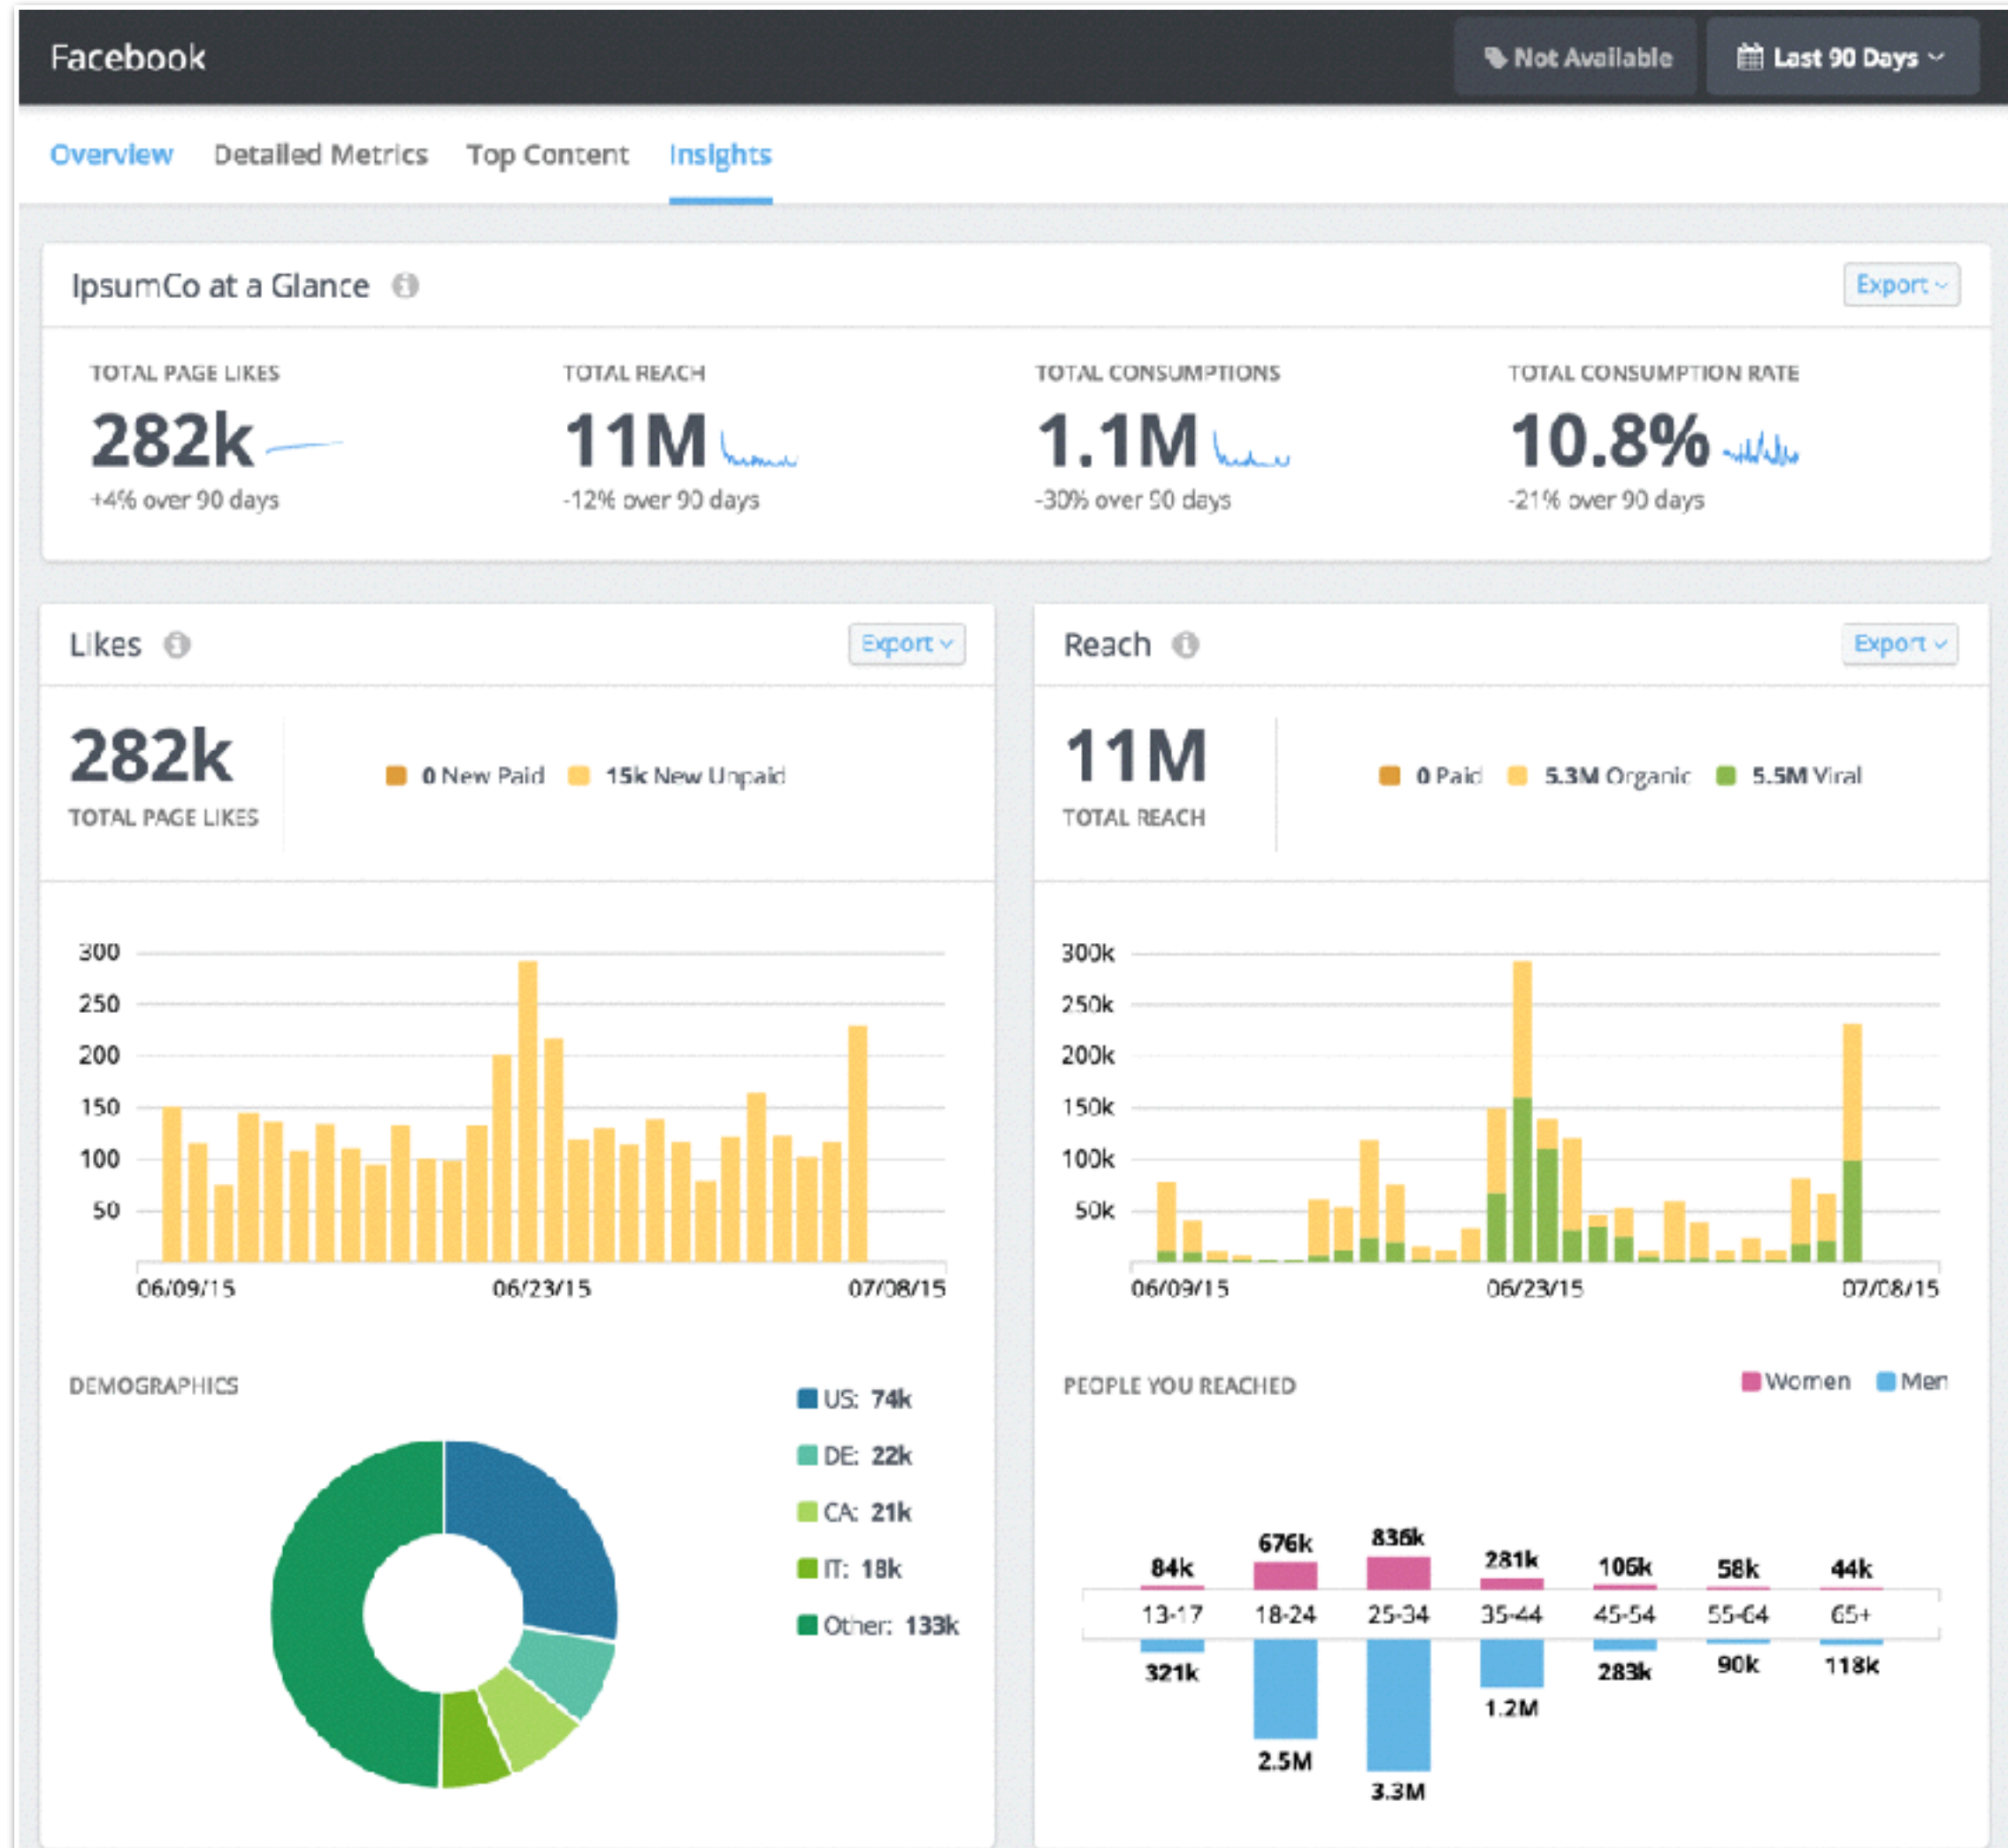 Facebook
Not Available
Last 90 Days
Overview Detailed Metrics Top Content Insights
IpsumCo at a Glance
Export
TOTAL PAGE LIKES
282k
+4% over 90 days
TOTAL REACH
11M
-12% over 90 days
TOTAL CONSUMPTIONS
1.1M
-30% over 90 days
TOTAL CONSUMPTION RATE
10.8%
-21% over 90 days
Likes
Export
282k
TOTAL PAGE LIKES
0 New Paid 15k New Unpaid
300
250
200
150
100
50
06/09/15 06/23/15 07/08/15
DEMOGRAPHICS
US: 74k
DE: 22k
CA: 21k
IT: 18k
Other: 133k
Reach
Export
11M
TOTAL REACH
0 Paid 5.3M Organic 5.5M Viral
300k
250k
200k
150k
100k
50k
06/09/15 06/23/15 07/08/15
PEOPLE YOU REACHED
Women Men
84k 676k 836k 281k 106k 58k 44k
13-17 18-24 25-34 35-44 45-54 55-64 65+
321k 2.5M 3.3M 1.2M 283k 90k 118k